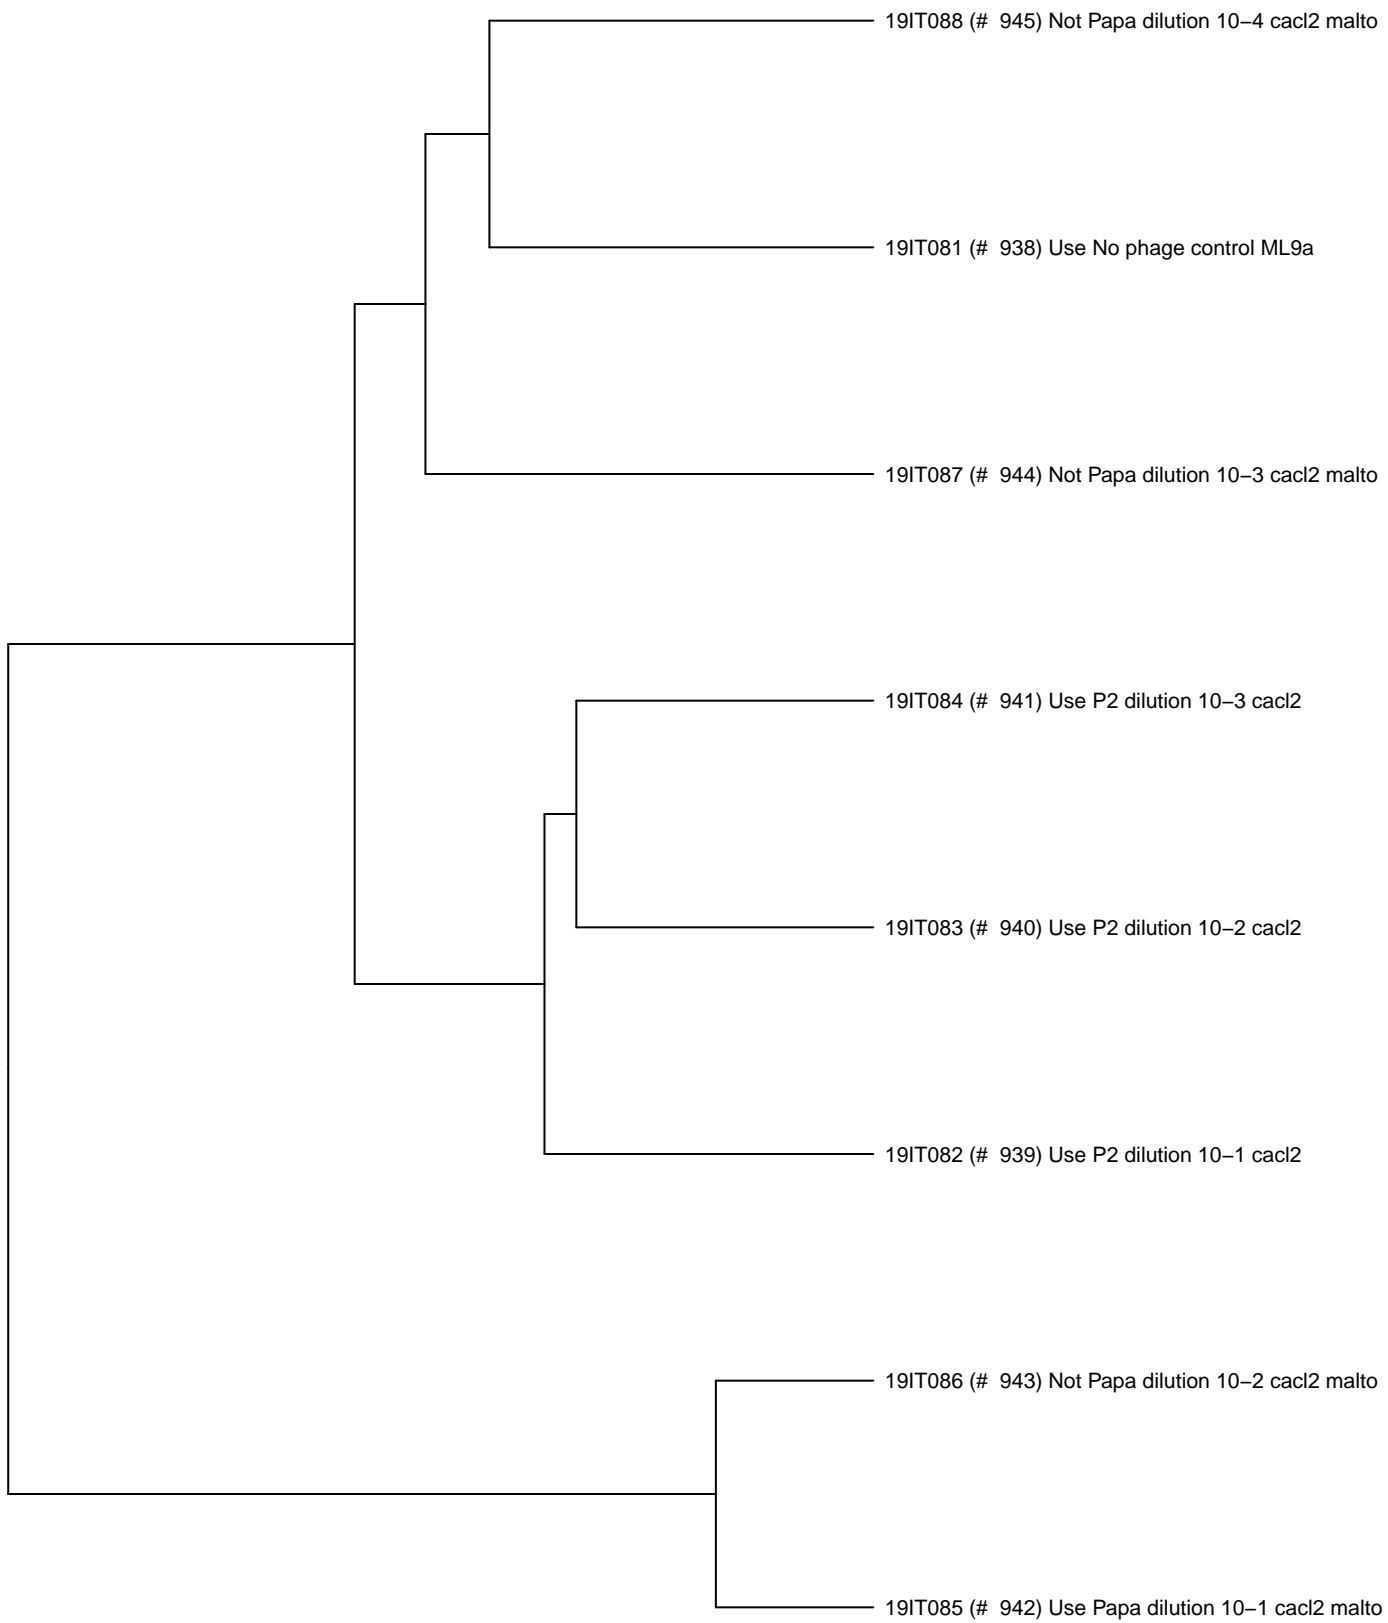 19IT088 (#  945) Not Papa dilution 10−4 cacl2 malto
19IT081 (#  938) Use No phage control ML9a
19IT087 (#  944) Not Papa dilution 10−3 cacl2 malto
19IT084 (#  941) Use P2 dilution 10−3 cacl2
19IT083 (#  940) Use P2 dilution 10−2 cacl2
19IT082 (#  939) Use P2 dilution 10−1 cacl2
19IT086 (#  943) Not Papa dilution 10−2 cacl2 malto
19IT085 (#  942) Use Papa dilution 10−1 cacl2 malto